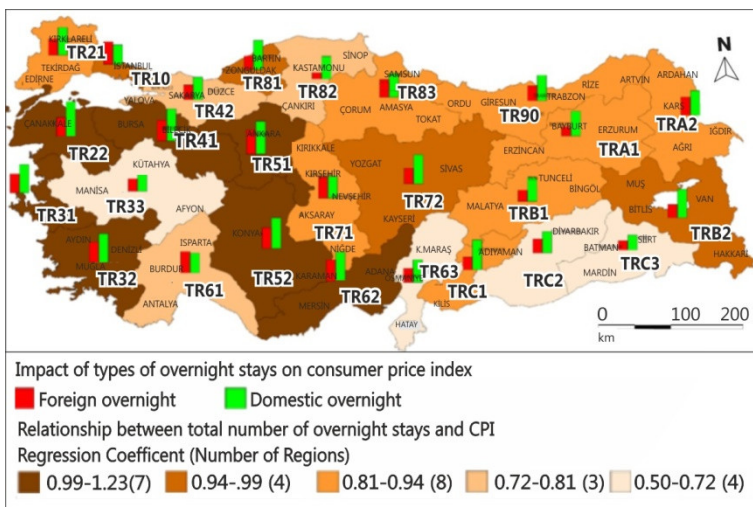 SİNOP
N
KIRKLARELİ
TR21
TEKİRDAĞ
EDİRNE
İSTANBUL
TR10
BARTIN
ZONGULDAK
TR81
KASTAMONU
TR82
SAMSUN
TR83
ARTVİN
ARDAHAN
RİZE
TRABZON
GİRESUN
ORDU
TR90
KARS
TRA2
YALOVA
SAKARYA
DÜZCE
TR42
ÇANKIRI
ÇORUM
AMASYA
TOKAT
BAYBURT
ERZURUM
TRA1
IĞDIR
AĞRI
ÇANAKKALE
TR22
BURSA
TR41
ANKARA
TR51
KIRIKKALE
YOZGAT
SİVAS
ERZİNCAN
KÜTAHYA
MANİSA
TR33
AFYON
KIRŞEHİR
NEVŞEHİR
AKSARAY
TR71
TR72
KAYSERİ
TUNCELİ
BİNGÖL
MALATYA
TRB1
MUŞ
BİTLİS
VAN
TRB2
HAKKARİ
TR31
AYDIN
DENİZLİ
MUĞLA
TR32
ISPARTA
BURDUR
TR61
ANTALYA
KONYA
TR52
NİĞDE
KARAMAN
MERSİN
TR62
ADANA
K.MARAŞ
OSMANİYE
TR63
HATAY
ADIYAMAN
TRC1
KİLİS
DİYARBAKIR
TRC2
BATMAN
SİİRT
MARDİN
TRC3
0 100 200
km
Impact of types of overnight stays on consumer price index
Foreign overnight Domestic overnight
Relationship between total number of overnight stays and CPI
Regression Coefficent (Number of Regions)
0.99-1.23(7) 0.94-.99 (4) 0.81-0.94 (8) 0.72-0.81 (3) 0.50-0.72 (4)